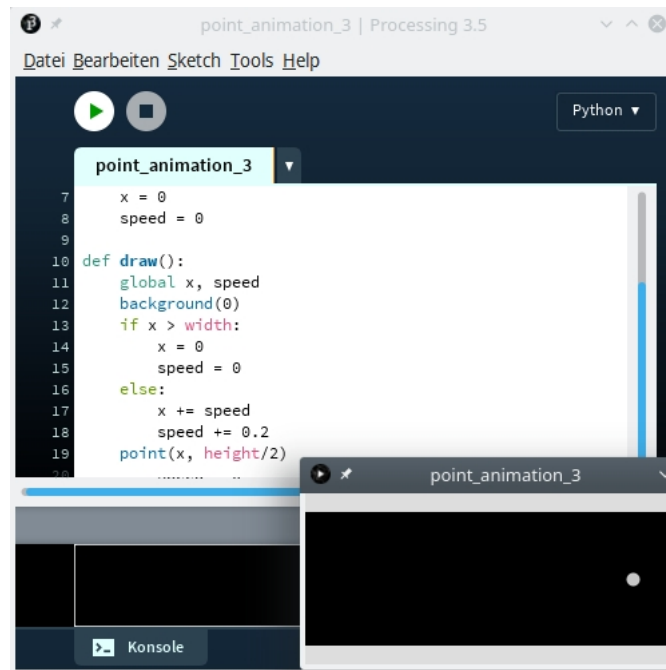 point_animation_3 | Processing 3.5
Datei Bearbeiten Sketch Tools Help
Python ▼
point_animation_3 ▼
7     x = 0
8     speed = 0
9
10 def draw():
11     global x, speed
12     background(0)
13     if x > width:
14         x = 0
15         speed = 0
16     else:
17         x += speed
18         speed += 0.2
19     point(x, height/2)
20
point_animation_3
Konsole